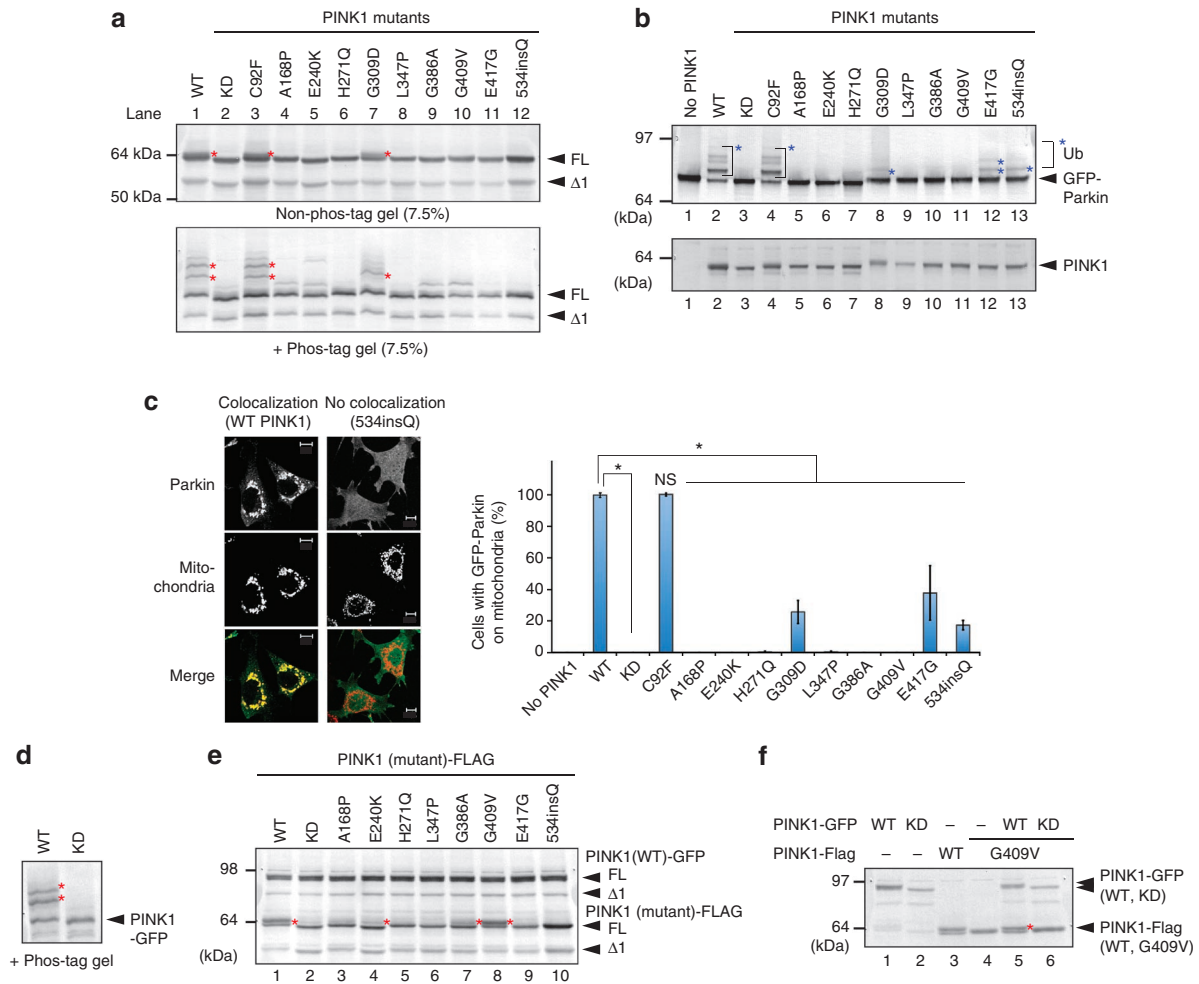 a
PINK1 mutants
WT KD C92F A168P E240K H271Q G309D L347P G386A G409V E417G 534insQ
Lane 1 2 3 4 5 6 7 8 9 10 11 12
64 kDa * * * FL
Δ1
50 kDa
Non-phos-tag gel (7.5%)
* * *
* * *
FL
Δ1
+ Phos-tag gel (7.5%)
b
PINK1 mutants
No PINK1 WT KD C92F A168P E240K H271Q G309D L347P G386A G409V E417G 534insQ
97
* * * * * * *
Ub
GFP-
Parkin
64
(kDa) 1 2 3 4 5 6 7 8 9 10 11 12 13
64
PINK1
(kDa)
1 2 3 4 5 6 7 8 9 10 11 12 13
c
Colocalization No colocalization
(WT PINK1) (534insQ)
Parkin
Mito-
chondria
Merge
Cells with GFP-Parkin
on mitochondria (%)
*
*
NS
100
80
60
40
20
0
No PINK1 WT KD C92F A168P E240K H271Q G309D L347P G386A G409V E417G 534insQ
d
WT KD
*
*
PINK1
-GFP
+ Phos-tag gel
e
PINK1 (mutant)-FLAG
WT KD A168P E240K H271Q L347P G386A G409V E417G 534insQ
98
PINK1(WT)-GFP
FL
Δ1
64
PINK1 (mutant)-FLAG
* * * *
FL
(kDa)
Δ1
1 2 3 4 5 6 7 8 9 10
f
PINK1-GFP WT KD – – WT KD
PINK1-Flag – – WT G409V
97
PINK1-GFP
(WT, KD)
64
*
PINK1-Flag
(WT, G409V)
(kDa)
1 2 3 4 5 6